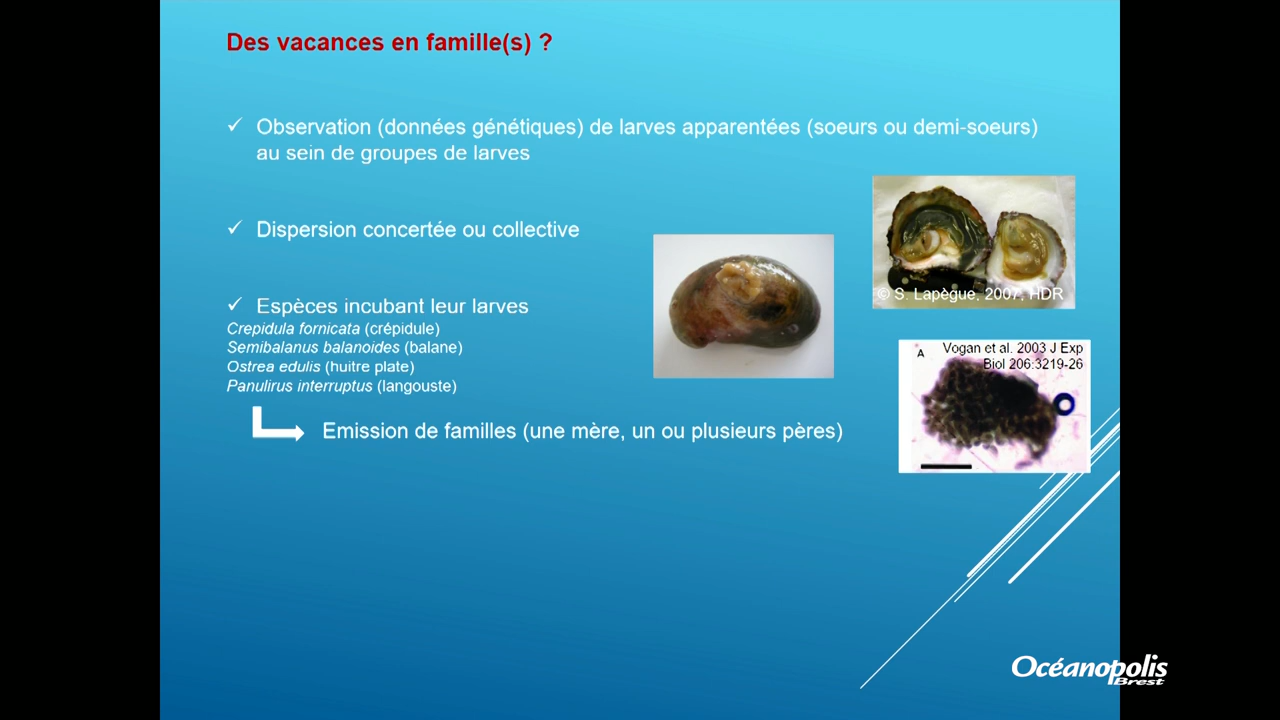 Des vacances en famille(s) ?
✓ Observation (données génétiques) de larves apparentées (soeurs ou demi-soeurs)
au sein de groupes de larves
✓ Dispersion concertée ou collective
✓ Espèces incubant leur larves
Crepidula fornicata (crépidule)
Semibalanus balanoides (balane)
Ostrea edulis (huitre plate)
Panulirus interruptus (langouste)
Emission de familles (une mère, un ou plusieurs pères)
© S. Lapègue, 2007, HDR
A
Vogan et al. 2003 J Exp
Biol 206:3219-26
Océanopolis
Brest